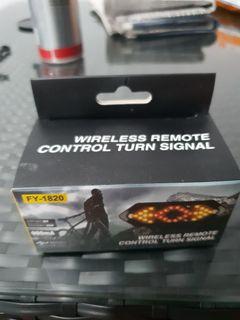 WIRELESS REMOTE
CONTROL TURN SIGNAL
FY-1820
WIRELESS REMOTE
CONTROL TURN SIGNAL